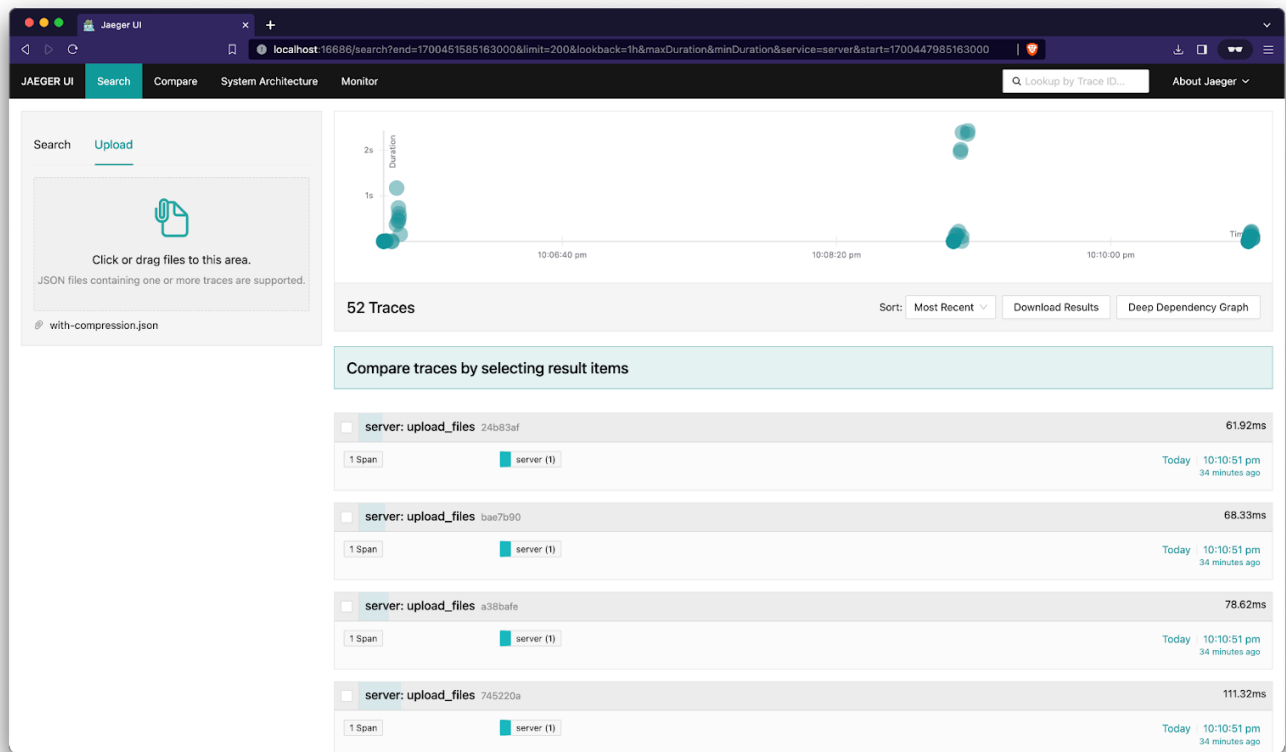 Jaeger UI
localhost:16686/search?end=1700451585163000&limit=200&lookback=1h&maxDuration&minDuration&service=server&start=1700447985163000
JAEGER UI Search Compare System Architecture Monitor Lookup by Trace ID... About Jaeger
Search Upload
Click or drag files to this area.
JSON files containing one or more traces are supported.
with-compression.json
Duration
2s
1s
10:06:40 pm 10:08:20 pm 10:10:00 pm
52 Traces Sort: Most Recent Download Results Deep Dependency Graph
Compare traces by selecting result items
server: upload_files 24b83af 61.92ms
1 Span server (1) Today 10:10:51 pm
34 minutes ago
server: upload_files bae7b90 68.33ms
1 Span server (1) Today 10:10:51 pm
34 minutes ago
server: upload_files a38bafe 78.62ms
1 Span server (1) Today 10:10:51 pm
34 minutes ago
server: upload_files 745220a 111.32ms
1 Span server (1) Today 10:10:51 pm
34 minutes ago